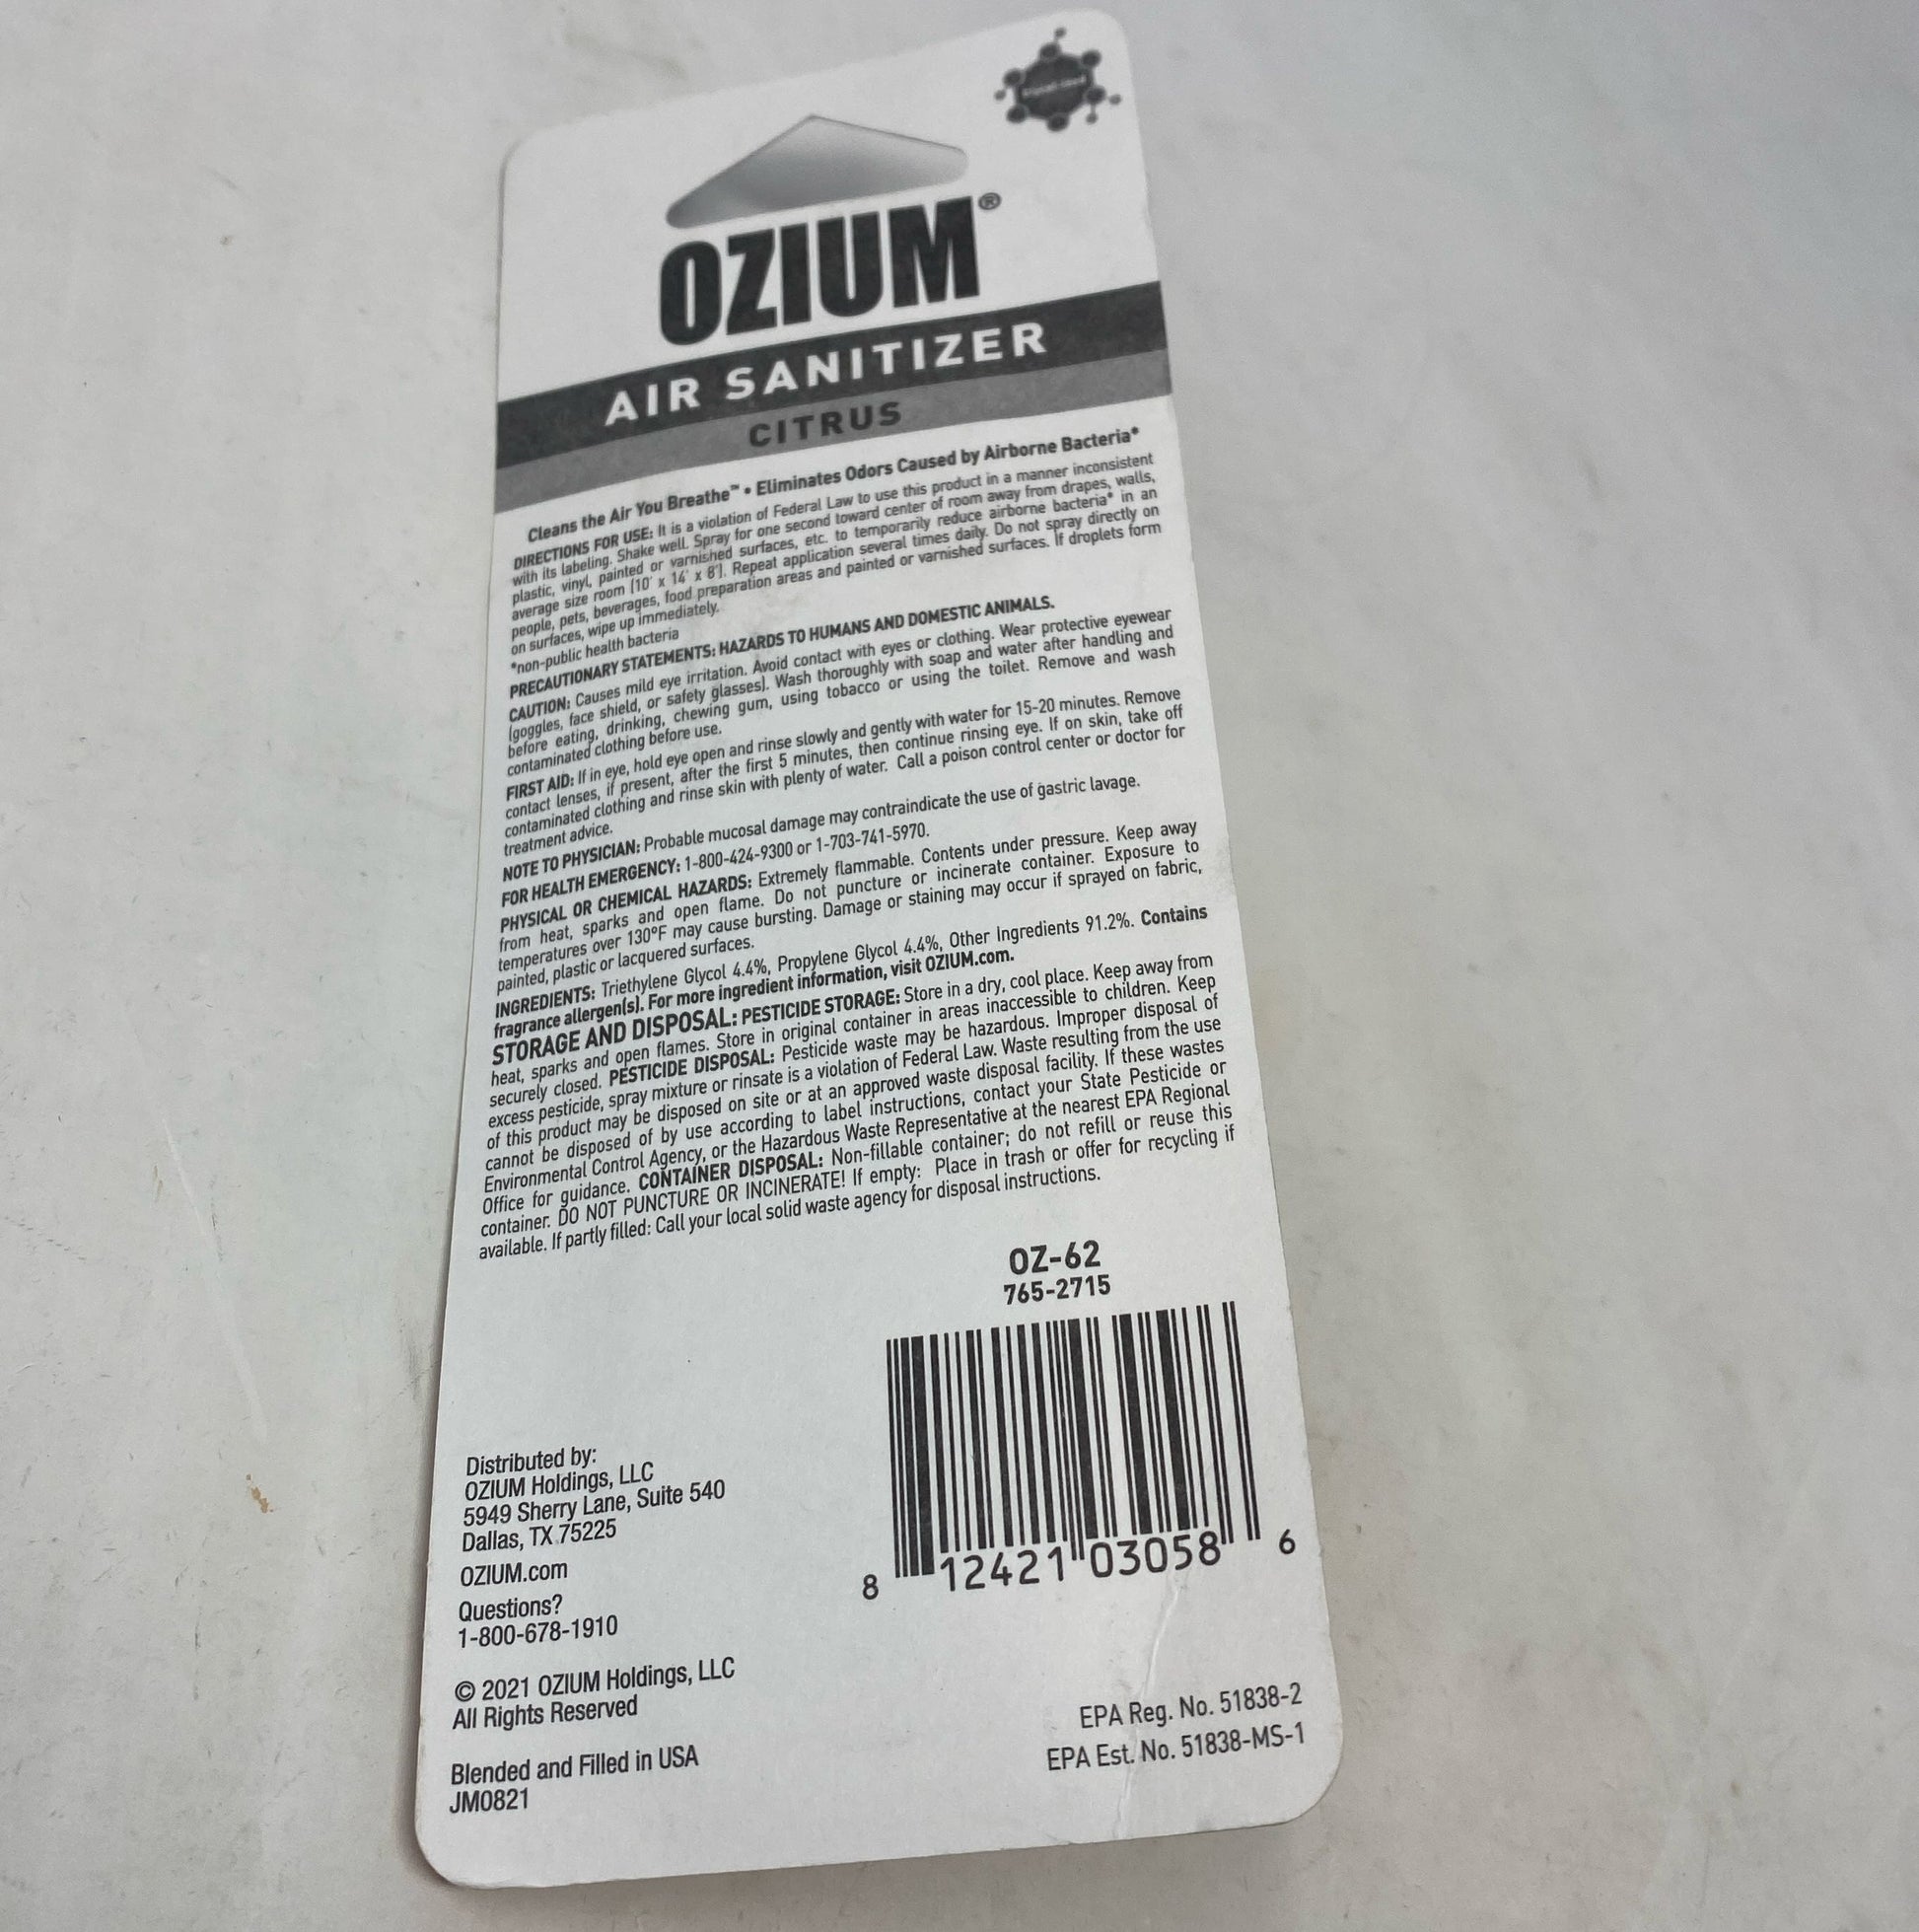 OZIUM®
AIR SANITIZER
CITRUS
Cleans the Air You Breathe™ • Eliminates Odors Caused by Airborne Bacteria*
DIRECTIONS FOR USE: It is a violation of Federal Law to use this product in a manner inconsistent
with its labeling. Shake well. Spray for one second toward center of room away from drapes, walls,
plastic, vinyl, painted or varnished surfaces, etc. to temporarily reduce airborne bacteria* in an
average size room (10' x 14' x 8'). Repeat application several times daily. Do not spray directly on
people, pets, beverages, food preparation areas and painted or varnished surfaces. If droplets form
on surfaces, wipe up immediately.
*non-public health bacteria
PRECAUTIONARY STATEMENTS: HAZARDS TO HUMANS AND DOMESTIC ANIMALS.
CAUTION: Causes mild eye irritation. Avoid contact with eyes or clothing. Wear protective eyewear
(goggles, face shield, or safety glasses). Wash thoroughly with soap and water after handling and
before eating, drinking, chewing gum, using tobacco or using the toilet. Remove and wash
contaminated clothing before use.
FIRST AID: If in eye, hold eye open and rinse slowly and gently with water for 15-20 minutes. Remove
contact lenses, if present, after the first 5 minutes, then continue rinsing eye. If on skin, take off
contaminated clothing and rinse skin with plenty of water. Call a poison control center or doctor for
treatment advice.
NOTE TO PHYSICIAN: Probable mucosal damage may contraindicate the use of gastric lavage.
FOR HEALTH EMERGENCY: 1-800-424-9300 or 1-703-741-5970.
PHYSICAL OR CHEMICAL HAZARDS: Extremely flammable. Contents under pressure. Keep away
from heat, sparks and open flame. Do not puncture or incinerate container. Exposure to
temperatures over 130°F may cause bursting. Damage or staining may occur if sprayed on fabric,
painted, plastic or lacquered surfaces.
INGREDIENTS: Triethylene Glycol 4.4%, Propylene Glycol 4.4%, Other Ingredients 91.2%. Contains
fragrance allergen(s). For more ingredient information, visit OZIUM.com.
STORAGE AND DISPOSAL: PESTICIDE STORAGE: Store in a dry, cool place. Keep away from
heat, sparks and open flames. Store in original container in areas inaccessible to children. Keep
securely closed. PESTICIDE DISPOSAL: Pesticide waste may be hazardous. Improper disposal of
excess pesticide, spray mixture or rinsate is a violation of Federal Law. Waste resulting from the use
of this product may be disposed on site or at an approved waste disposal facility. If these wastes
cannot be disposed of by use according to label instructions, contact your State Pesticide or
Environmental Control Agency, or the Hazardous Waste Representative at the nearest EPA Regional
Office for guidance. CONTAINER DISPOSAL: Non-fillable container; do not refill or reuse this
container. DO NOT PUNCTURE OR INCINERATE! If empty: Place in trash or offer for recycling if
available. If partly filled: Call your local solid waste agency for disposal instructions.
OZ-62
765-2715
8 12421 03058 6
Distributed by:
OZIUM Holdings, LLC
5949 Sherry Lane, Suite 540
Dallas, TX 75225
OZIUM.com
Questions?
1-800-678-1910
© 2021 OZIUM Holdings, LLC
All Rights Reserved
Blended and Filled in USA
JM0821
EPA Reg. No. 51838-2
EPA Est. No. 51838-MS-1